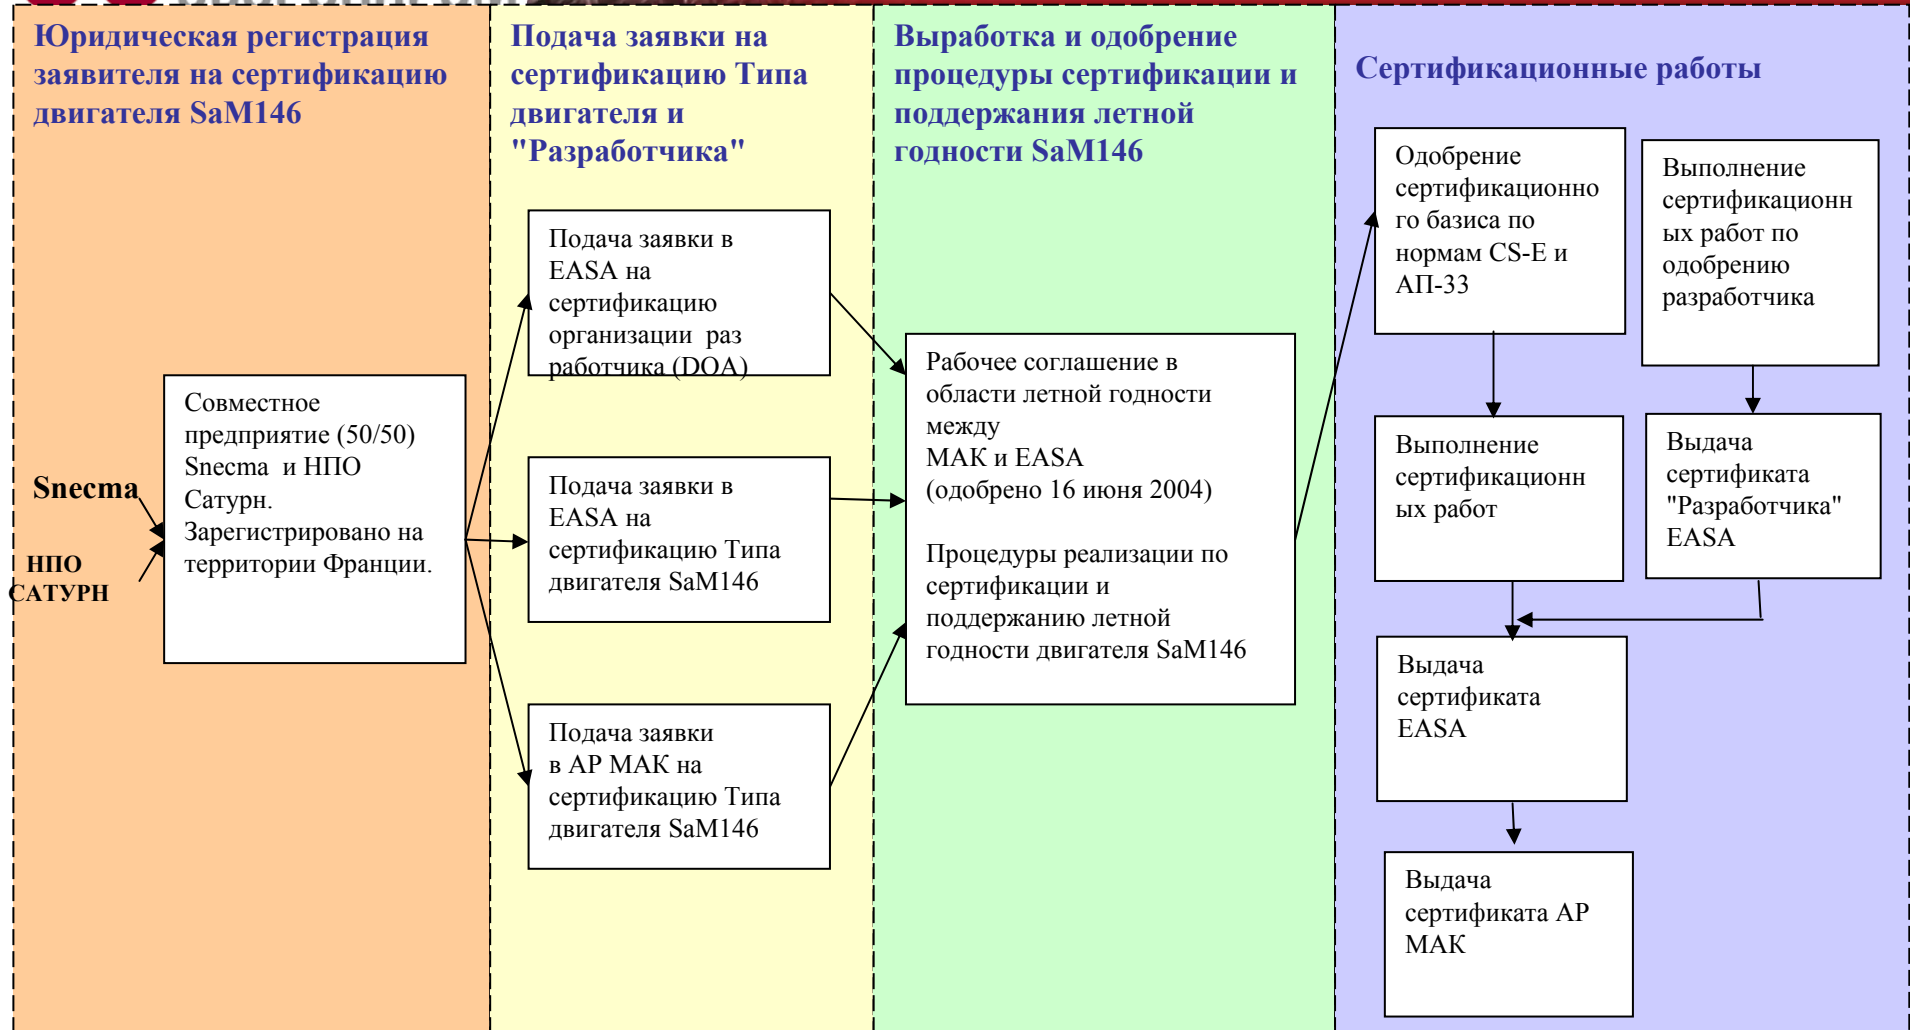 Юридическая регистрация
заявителя на сертификацию
двигателя SaM146
Подача заявки на
сертификацию Типа
двигателя и
"Разработчика"
Выработка и одобрение
процедуры сертификации и
поддержания летной
годности SaM146
Сертификационные работы
Snecma
НПО
САТУРН
Совместное
предприятие (50/50)
Snecma и НПО
Сатурн.
Зарегистрировано на
территории Франции.
Подача заявки в
EASA на
сертификацию
организации раз
работчика (DOA)
Подача заявки в
EASA на
сертификацию Типа
двигателя SaM146
Подача заявки
в АР МАК на
сертификацию Типа
двигателя SaM146
Рабочее соглашение в
области летной годности
между
МАК и EASA
(одобрено 16 июня 2004)
Процедуры реализации по
сертификации и
поддержанию летной
годности двигателя SaM146
Одобрение
сертификационно
го базиса по
нормам CS-E и
АП-33
Выполнение
сертификационн
ых работ
Выдача
сертификата
EASA
Выдача
сертификата АР
МАК
Выполнение
сертификационн
ых работ по
одобрению
разработчика
Выдача
сертификата
"Разработчика"
EASA